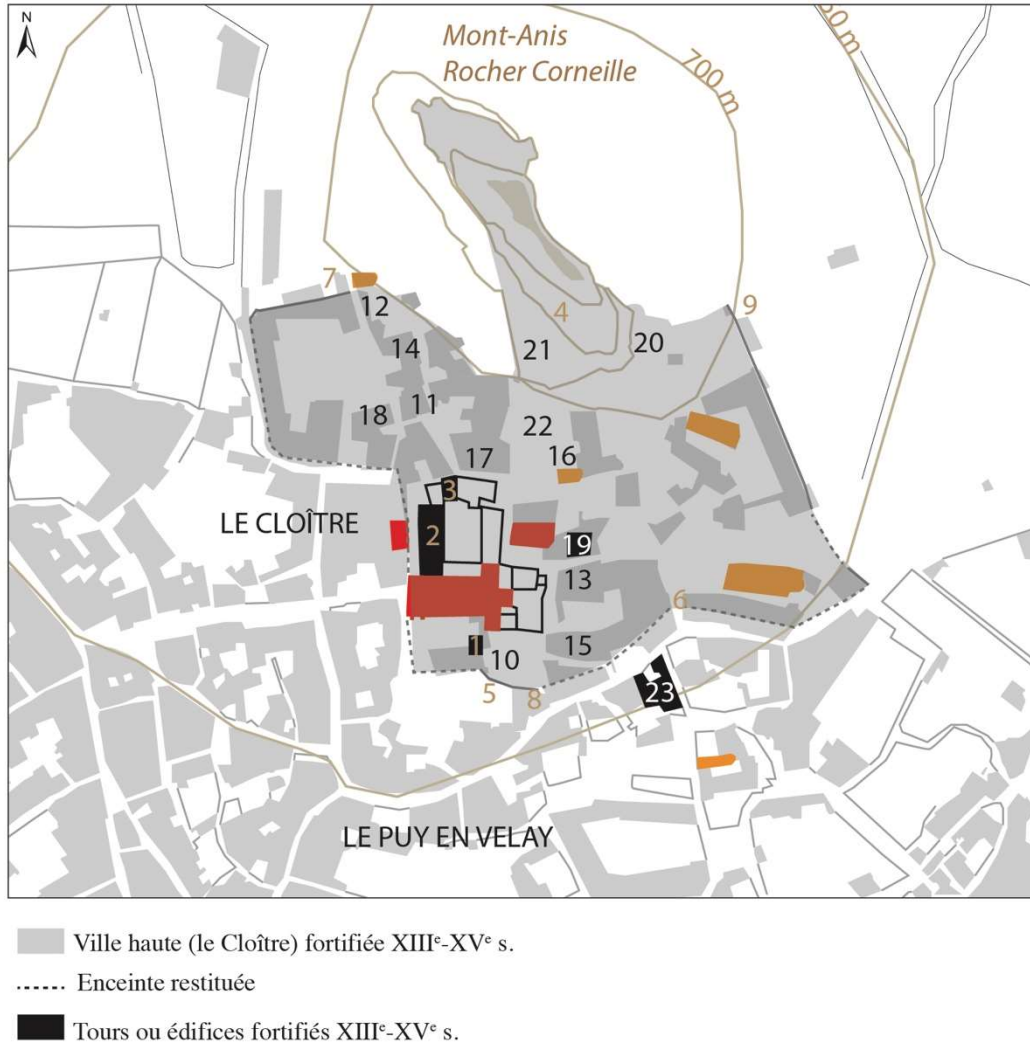 N
Mont-Anis
Rocher Corneille
700 m
50 m
7
12
9
4
14
21
20
11
18
22
17
16
3
LE CLOÎTRE
2
19
13
6
1
10
15
5
8
23
LE PUY EN VELAY
Ville haute (le Cloître) fortifiée XIIIᵉ-XVᵉ s.
Enceinte restituée
Tours ou édifices fortifiés XIIIᵉ-XVᵉ s.